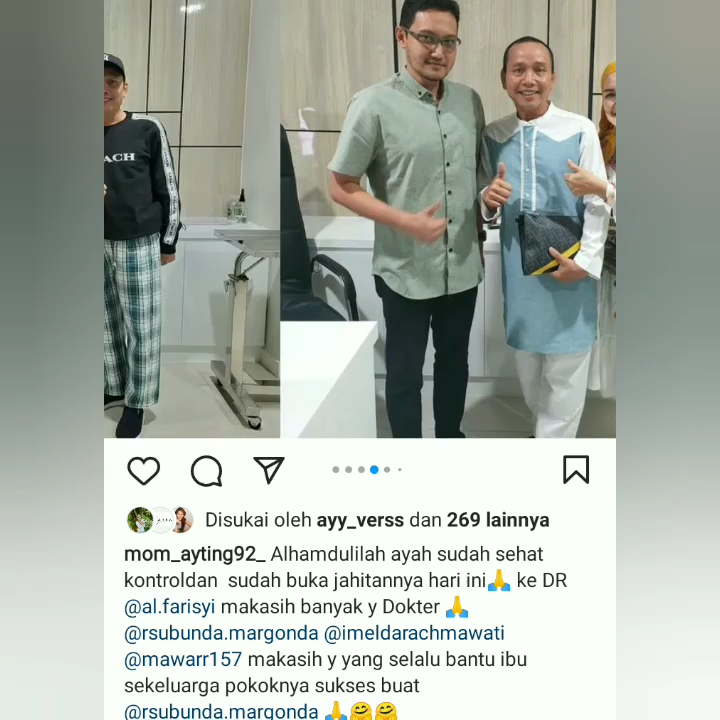 ACH
Disukai oleh ayy_verss dan 269 lainnya
mom_ayting92_ Alhamdulilah ayah sudah sehat
kontroldan sudah buka jahitannya hari ini🙏 ke DR
@al.farisyi makasih banyak y Dokter 🙏
@rsubunda.margonda @imeldarachmawati
@mawarr157 makasih y yang selalu bantu ibu
sekeluarga pokoknya sukses buat
@rsubunda.margonda 🙏🤗🤗